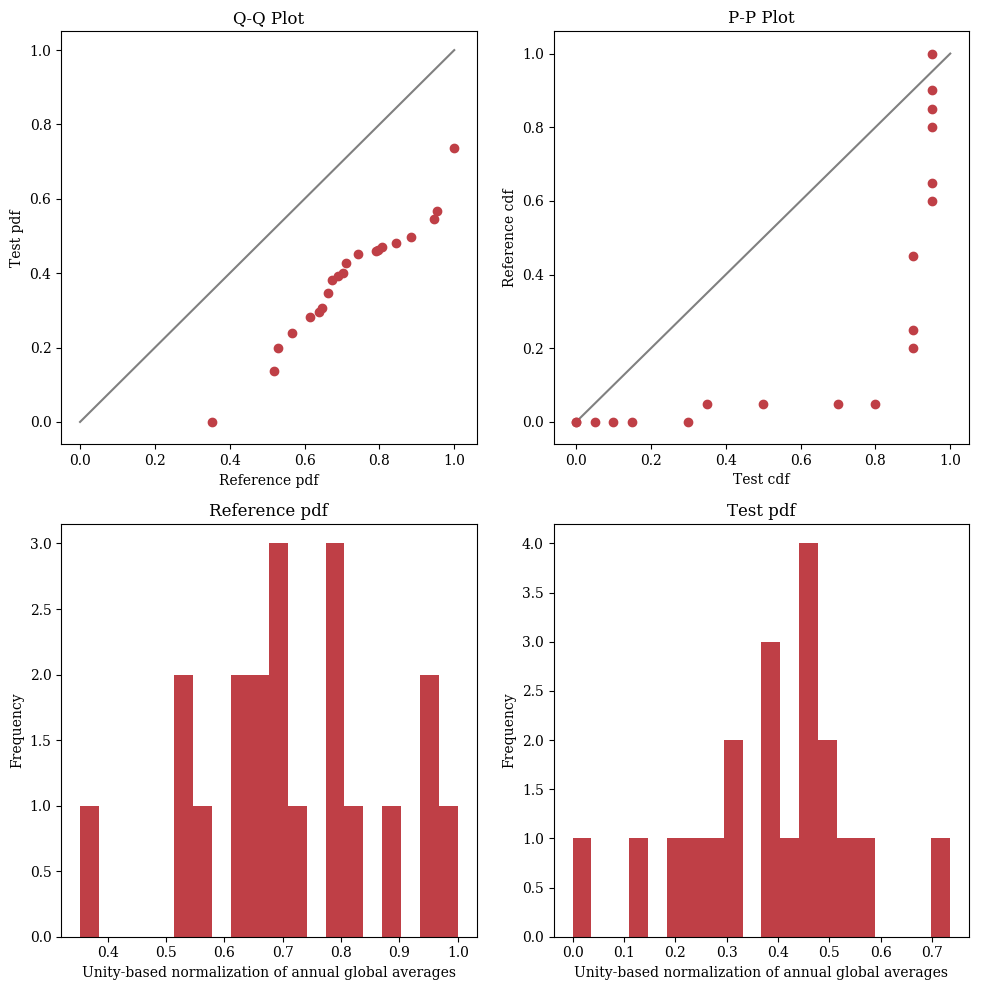 Q-Q Plot
1.0
0.8
0.6
0.4
0.2
0.0
Test pdf
0.0 0.2 0.4 0.6 0.8 1.0
Reference pdf
P-P Plot
1.0
0.8
0.6
0.4
0.2
0.0
Reference cdf
0.0 0.2 0.4 0.6 0.8 1.0
Test cdf
Reference pdf
3.0
2.5
2.0
1.5
1.0
0.5
0.0
Frequency
0.4 0.5 0.6 0.7 0.8 0.9 1.0
Unity-based normalization of annual global averages
Test pdf
4.0
3.5
3.0
2.5
2.0
1.5
1.0
0.5
0.0
Frequency
0.0 0.1 0.2 0.3 0.4 0.5 0.6 0.7
Unity-based normalization of annual global averages